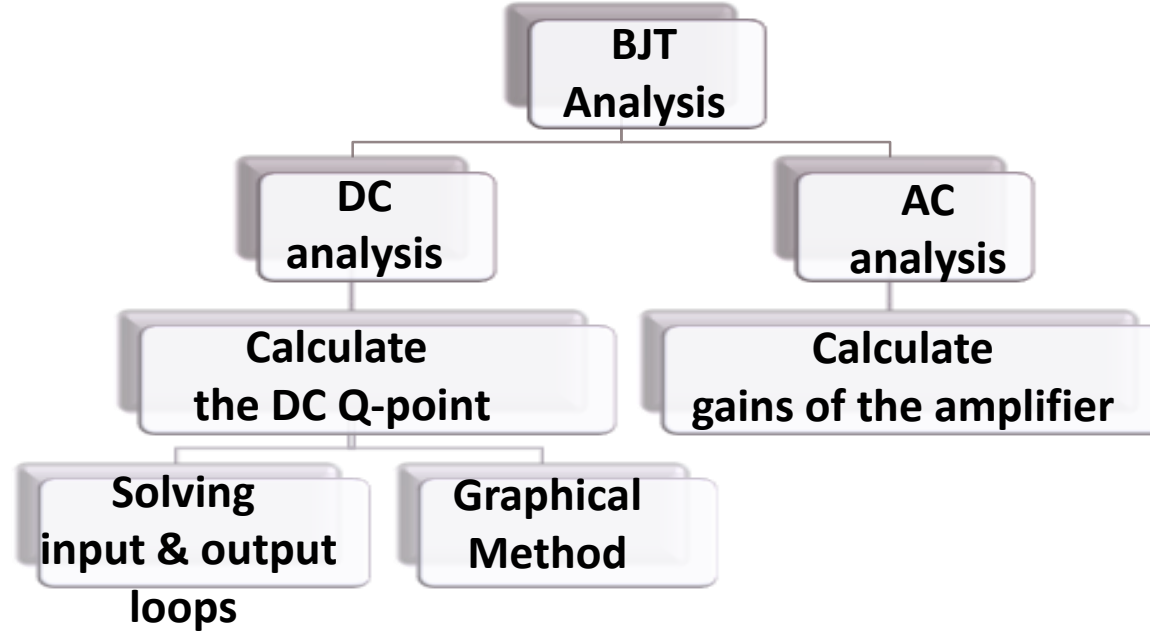 BJT
Analysis
DC
analysis
AC
analysis
Calculate
the DC Q-point
Calculate
gains of the amplifier
Solving
input & output
loops
Graphical
Method